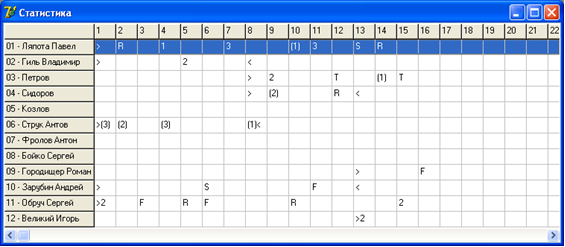 Статистика
1 2 3 4 5 6 7 8 9 10 11 12 13 14 15 16 17 18 19 20 21 22
01 - Ляпота Павел > R 1 3 (1) 3 S R
02 - Гиль Владимир > 2 <
03 - Петров > 2 T (1) T
04 - Сидоров > (2) R <
05 - Козлов
06 - Струк Антов >(3) (2) (3) (1)<
07 - Фролов Антон
08 - Бойко Сергей
09 - Городищер Роман > F
10 - Зарубин Андрей > S F <
11 - Обруч Сергей >2 F R F R 2
12 - Великий Игорь >2